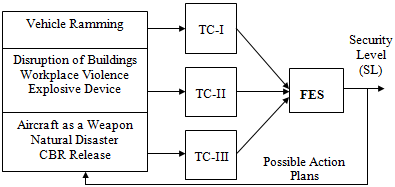 Vehicle Ramming
TC-I
Disruption of Buildings
Workplace Violence
Explosive Device
TC-II
Aircraft as a Weapon
Natural Disaster
CBR Release
TC-III
FES
Security
Level
(SL)
Possible Action
Plans